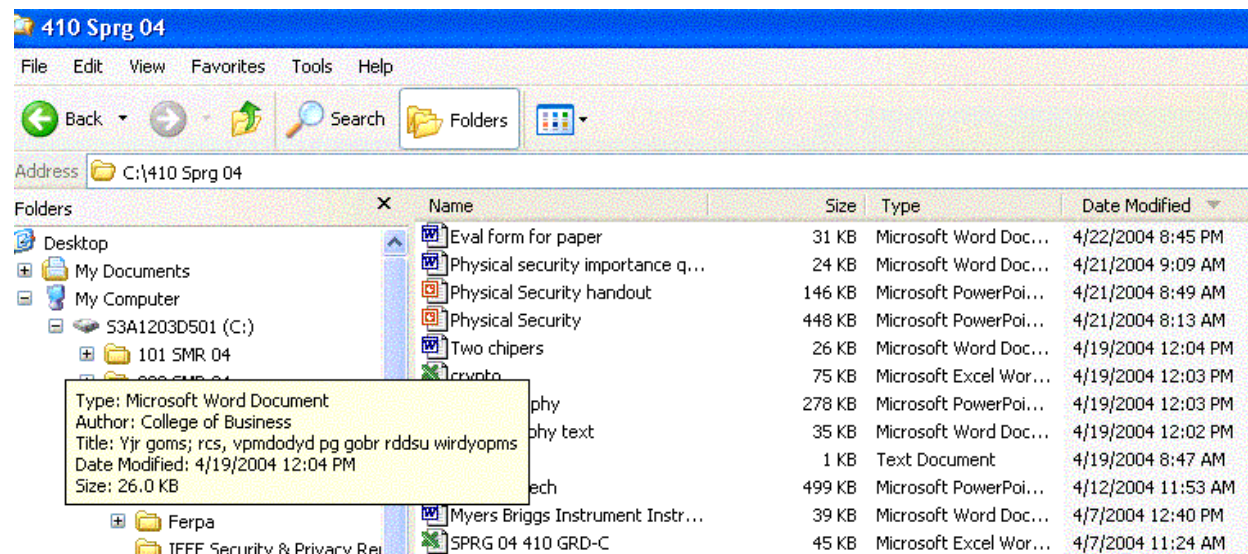 410 Sprg 04
File Edit View Favorites Tools Help
Back Search Folders
Address C:\410 Sprg 04
Folders
Desktop
My Documents
My Computer
S3A1203D501 (C:)
101 SMR 04
Type: Microsoft Word Document
Author: College of Business
Title: Yjr goms; rcs, vpmdodyd pg gobr rddsu wirdyopms
Date Modified: 4/19/2004 12:04 PM
Size: 26.0 KB
Ferpa
IEEE Security & Privacy
Name Size Type Date Modified
Eval form for paper 31 KB Microsoft Word Doc... 4/22/2004 8:45 PM
Physical security importance q... 24 KB Microsoft Word Doc... 4/21/2004 9:09 AM
Physical Security handout 146 KB Microsoft PowerPoi... 4/21/2004 8:49 AM
Physical Security 448 KB Microsoft PowerPoi... 4/21/2004 8:13 AM
Two chipers 26 KB Microsoft Word Doc... 4/19/2004 12:04 PM
crypto 75 KB Microsoft Excel Wor... 4/19/2004 12:03 PM
phy 278 KB Microsoft PowerPoi... 4/19/2004 12:03 PM
phy text 35 KB Microsoft Word Doc... 4/19/2004 12:02 PM
1 KB Text Document 4/19/2004 8:47 AM
ech 499 KB Microsoft PowerPoi... 4/12/2004 11:53 AM
Myers Briggs Instrument Instr... 39 KB Microsoft Word Doc... 4/7/2004 12:40 PM
SPRG 04 410 GRD-C 45 KB Microsoft Excel Wor... 4/7/2004 11:24 AM